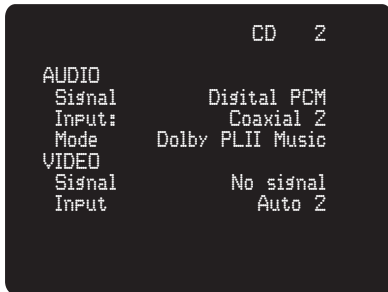 CD 2
AUDIO
Signal Digital PCM
Input: Coaxial 2
Mode Dolby PLII Music
VIDEO
Signal No signal
Input Auto 2